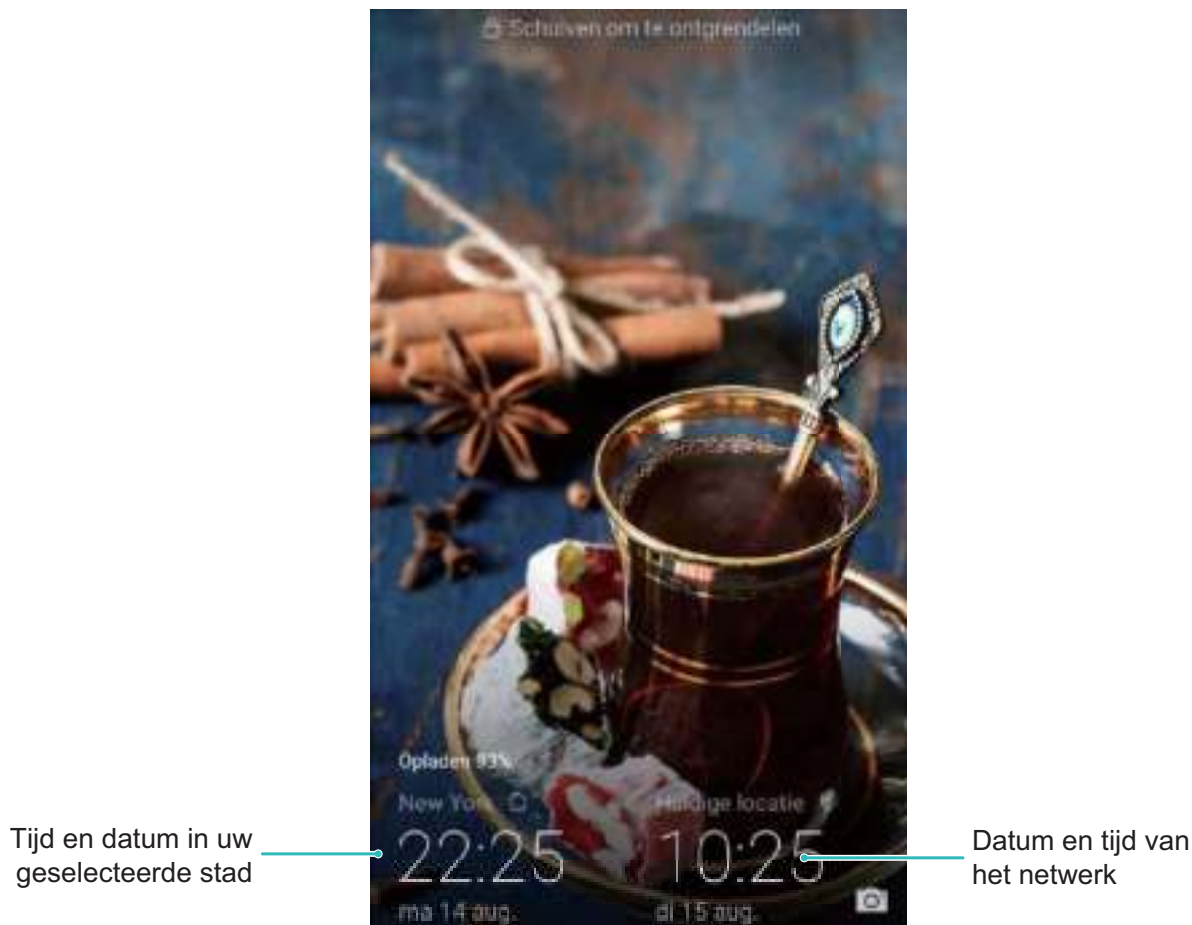 Schuiven om te ontgrendelen
Opladen 93%
New York
Huidige locatie
22:25
10:25
ma 14 aug.
di 15 aug.
Tijd en datum in uw
geselecteerde stad
Datum en tijd van
het netwerk